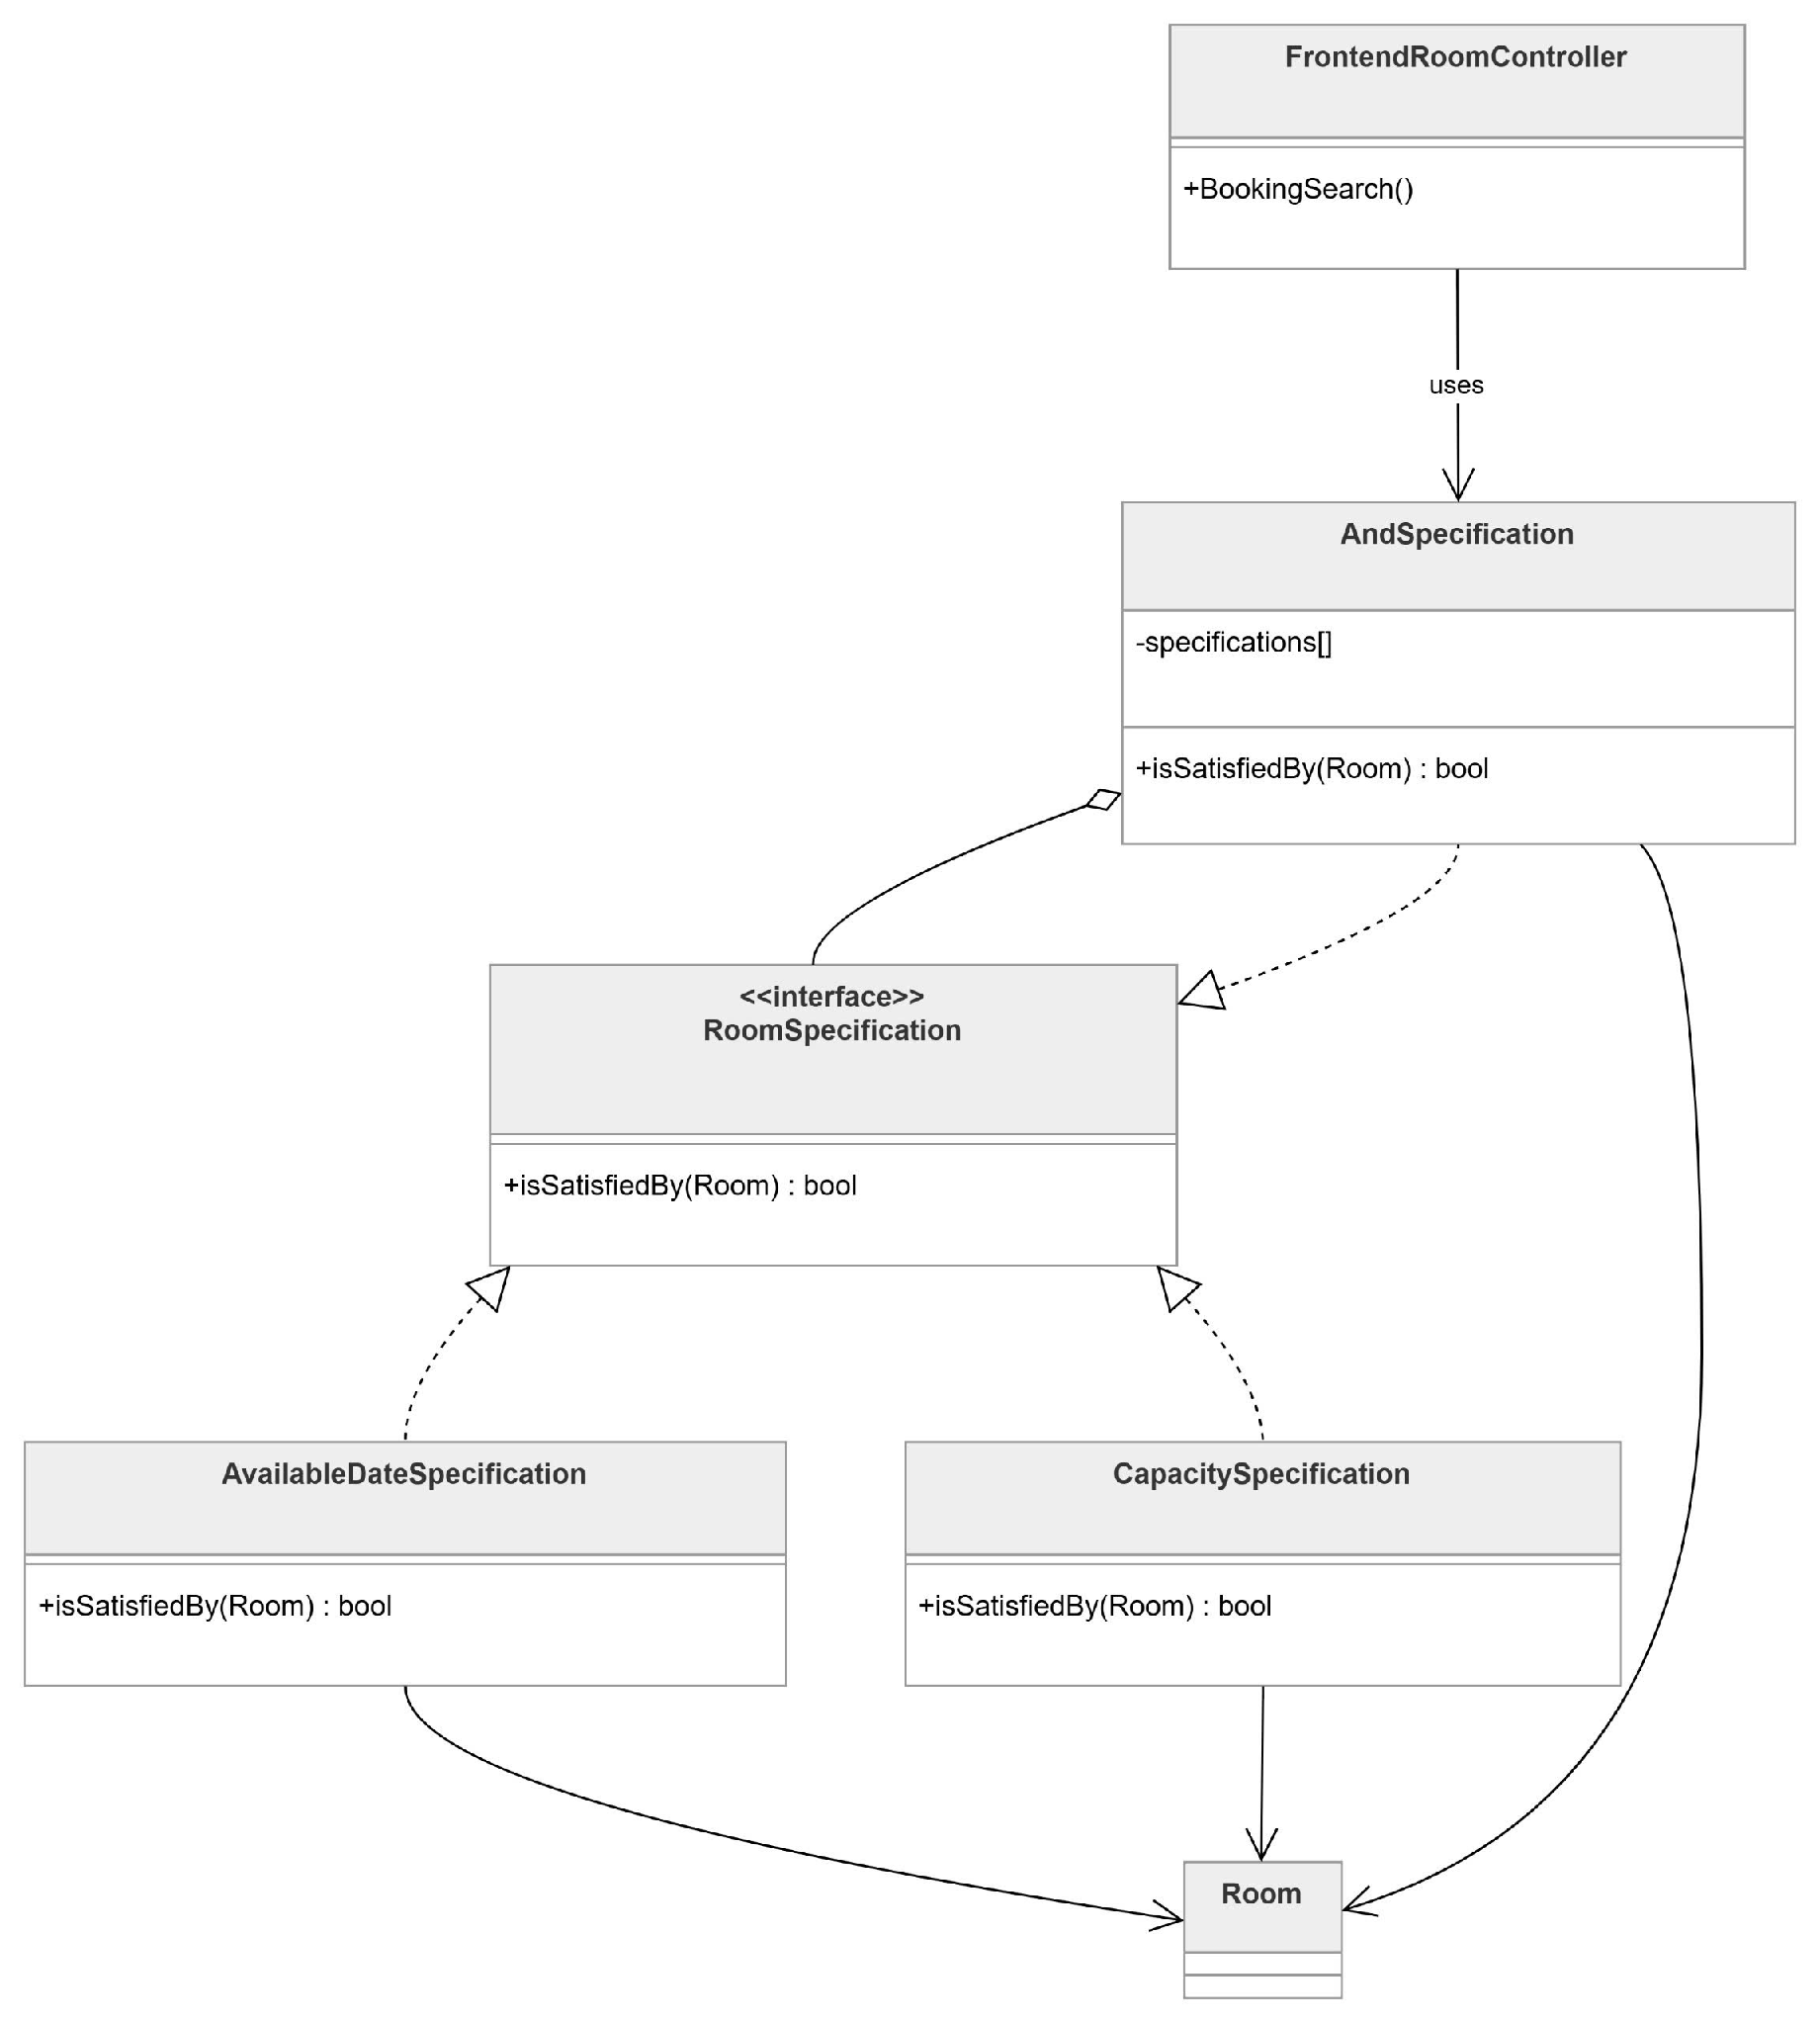 FrontendRoomController
+BookingSearch()
uses
AndSpecification
-specifications[]
+isSatisfiedBy(Room) : bool
<<interface>>
RoomSpecification
+isSatisfiedBy(Room) : bool
AvailableDateSpecification
+isSatisfiedBy(Room) : bool
CapacitySpecification
+isSatisfiedBy(Room) : bool
Room